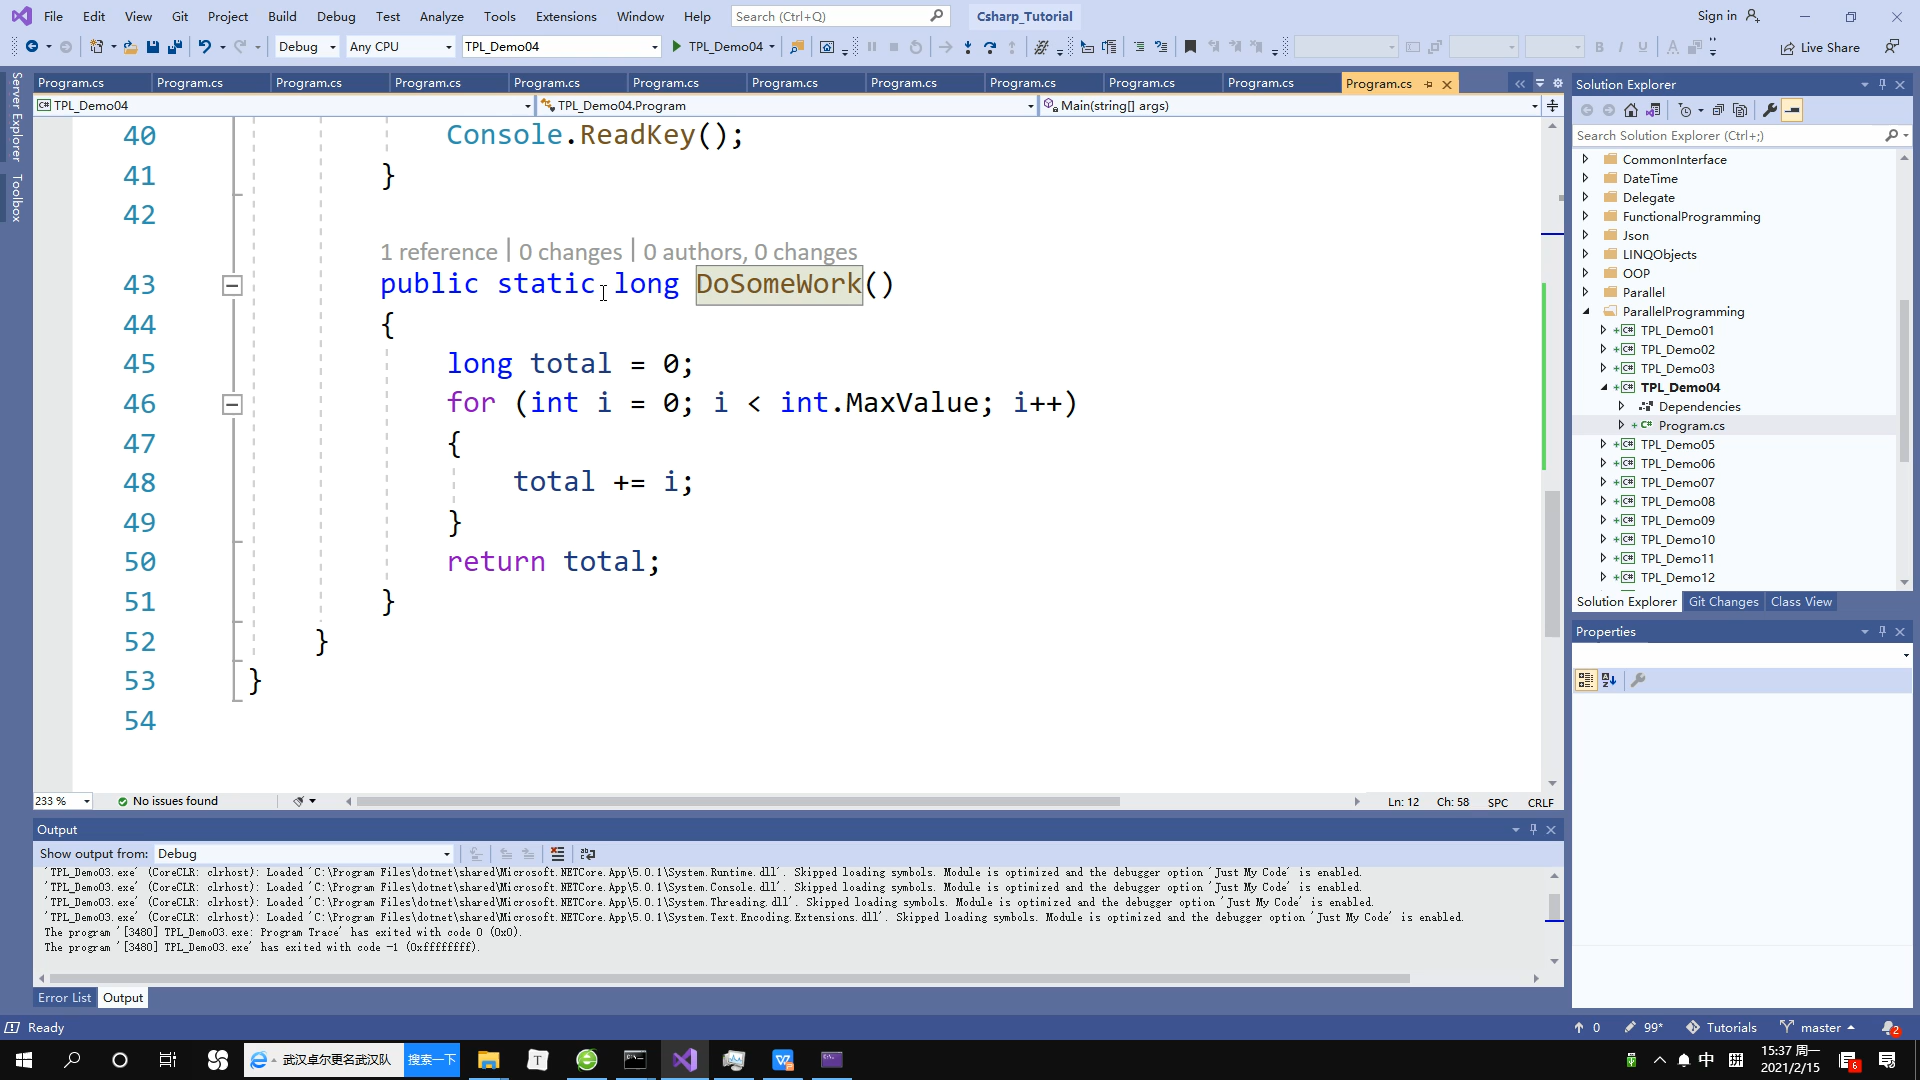 File Edit View Git Project Build Debug Test Analyze Tools Extensions Window Help Search (Ctrl+Q) Csharp_Tutorial Sign in
Debug Any CPU TPL_Demo04 TPL_Demo04 Live Share
Server Explorer
Toolbox
Program.cs Program.cs Program.cs Program.cs Program.cs Program.cs Program.cs Program.cs Program.cs Program.cs Program.cs Program.cs
TPL_Demo04 TPL_Demo04.Program Main(string[] args)
40 Console.ReadKey();
41 }
42
1 reference | 0 changes | 0 authors, 0 changes
43 public static long DoSomeWork()
44 {
45 long total = 0;
46 for (int i = 0; i < int.MaxValue; i++)
47 {
48 total += i;
49 }
50 return total;
51 }
52 }
53 }
54
233 % No issues found Ln: 12 Ch: 58 SPC CRLF
Output
Show output from: Debug
'TPL_Demo03.exe' (CoreCLR: clrhost): Loaded 'C:\Program Files\dotnet\shared\Microsoft.NETCore.App\5.0.1\System.Runtime.dll'. Skipped loading symbols. Module is optimized and the debugger option 'Just My Code' is enabled.
'TPL_Demo03.exe' (CoreCLR: clrhost): Loaded 'C:\Program Files\dotnet\shared\Microsoft.NETCore.App\5.0.1\System.Console.dll'. Skipped loading symbols. Module is optimized and the debugger option 'Just My Code' is enabled.
'TPL_Demo03.exe' (CoreCLR: clrhost): Loaded 'C:\Program Files\dotnet\shared\Microsoft.NETCore.App\5.0.1\System.Threading.dll'. Skipped loading symbols. Module is optimized and the debugger option 'Just My Code' is enabled.
'TPL_Demo03.exe' (CoreCLR: clrhost): Loaded 'C:\Program Files\dotnet\shared\Microsoft.NETCore.App\5.0.1\System.Text.Encoding.Extensions.dll'. Skipped loading symbols. Module is optimized and the debugger option 'Just My Code' is enabled.
The program '[3480] TPL_Demo03.exe: Program Trace' has exited with code 0 (0x0).
The program '[3480] TPL_Demo03.exe' has exited with code -1 (0xffffffff).
Error List Output
Solution Explorer
Search Solution Explorer (Ctrl+;)
CommonInterface
DateTime
Delegate
FunctionalProgramming
Json
LINQObjects
OOP
Parallel
ParallelProgramming
TPL_Demo01
TPL_Demo02
TPL_Demo03
TPL_Demo04
Dependencies
Program.cs
TPL_Demo05
TPL_Demo06
TPL_Demo07
TPL_Demo08
TPL_Demo09
TPL_Demo10
TPL_Demo11
TPL_Demo12
Solution Explorer Git Changes Class View
Properties
Ready 0 99* Tutorials master 2
武汉卓尔更名武汉队 搜索一下 中 15:37 周一
2021/2/15 6